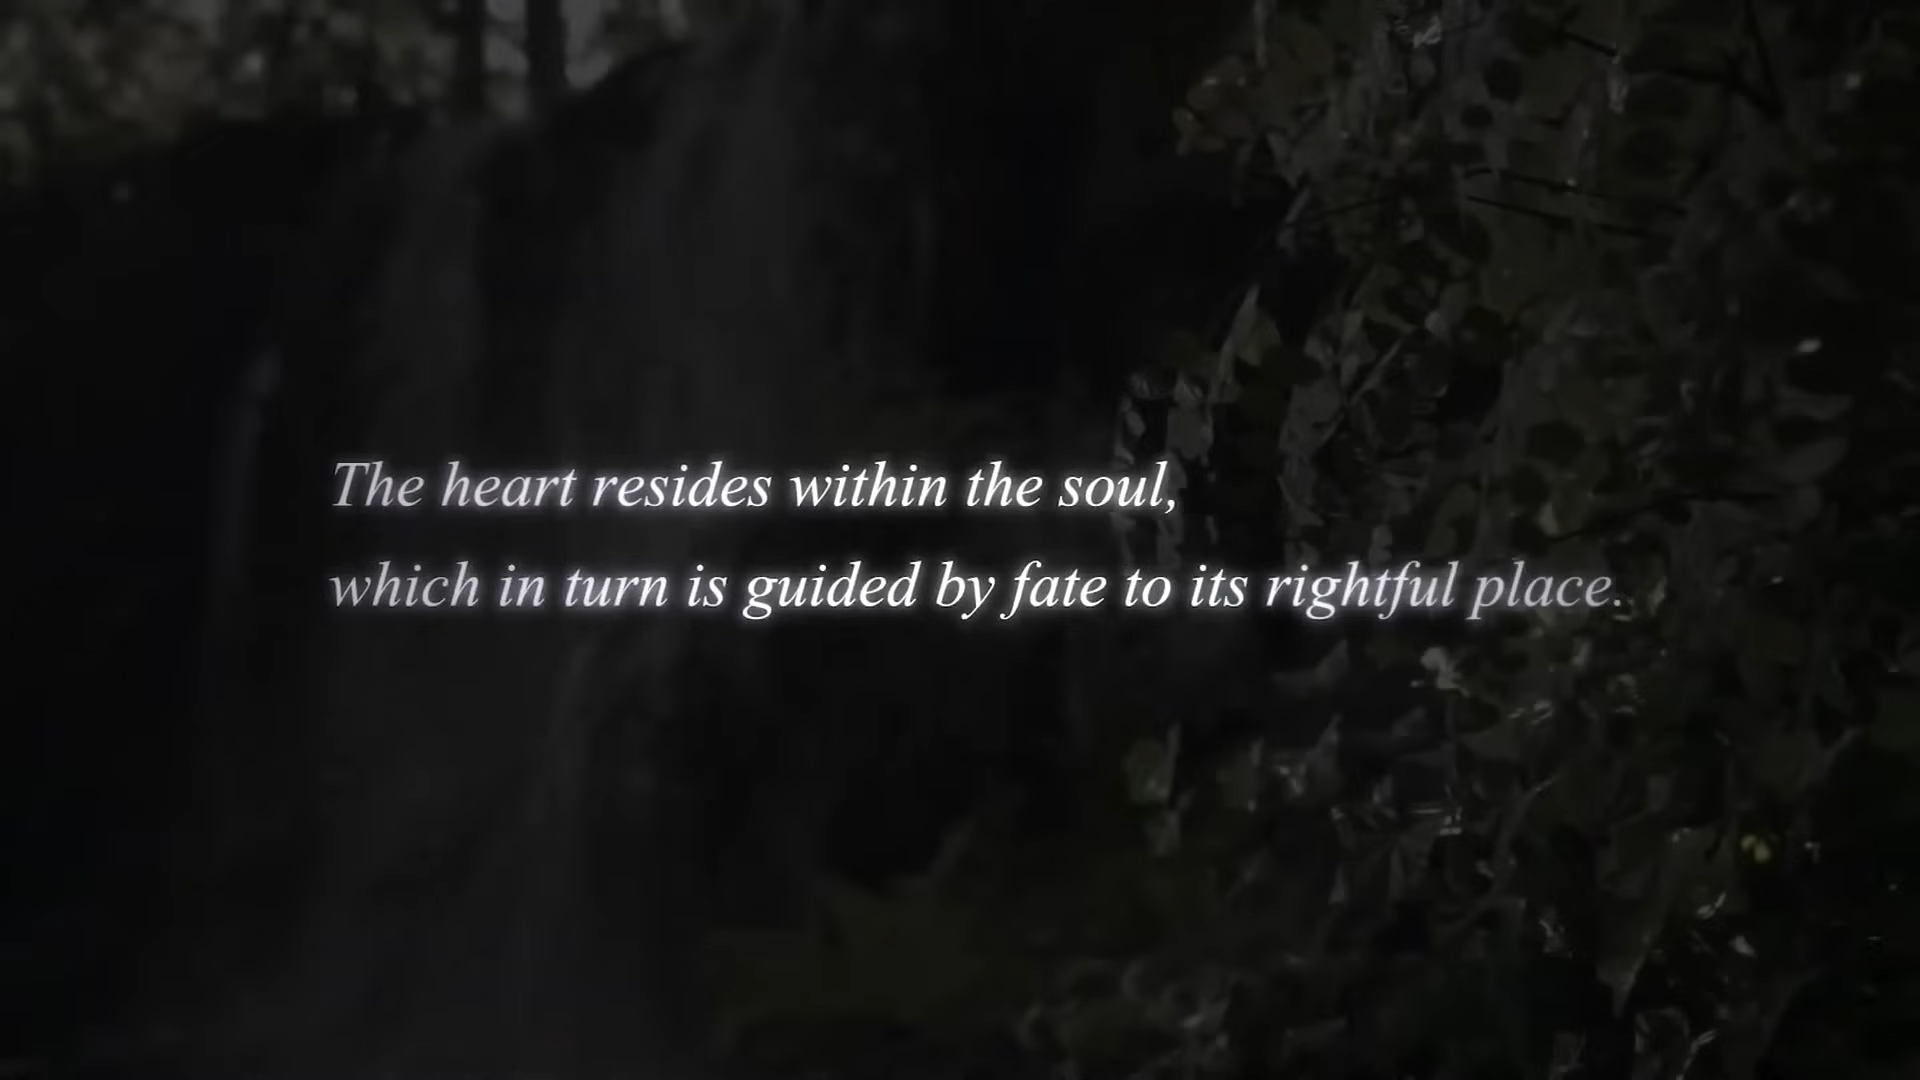 The heart resides within the soul,
which in turn is guided by fate to its rightful place.